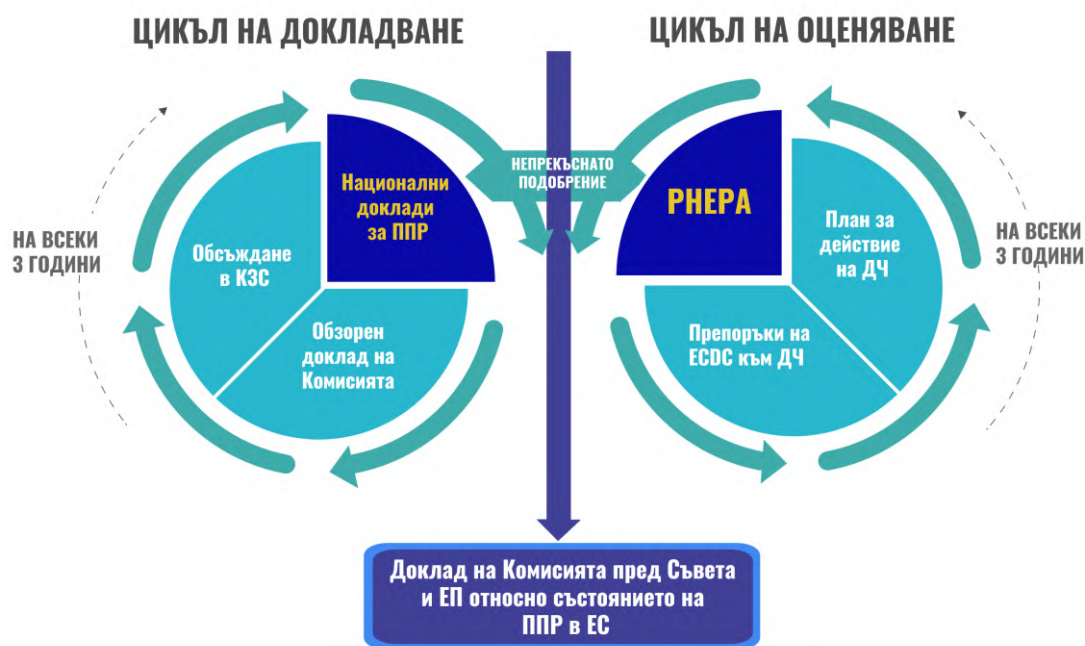 ЦИКЪЛ НА ДОКЛАДВАНЕ
ЦИКЪЛ НА ОЦЕНЯВАНЕ
НА ВСЕКИ
3 ГОДИНИ
Национални
доклади
за ППР
Обсъждане
в КЗС
Обзорен
доклад на
Комисията
НЕПРЕКЪСНАТО
ПОДОБРЕНИЕ
PHEPA
План за
действие
на ДЧ
Препоръки на
ECDC към ДЧ
НА ВСЕКИ
3 ГОДИНИ
Доклад на Комисията пред Съвета
и ЕП относно състоянието на
ППР в ЕС